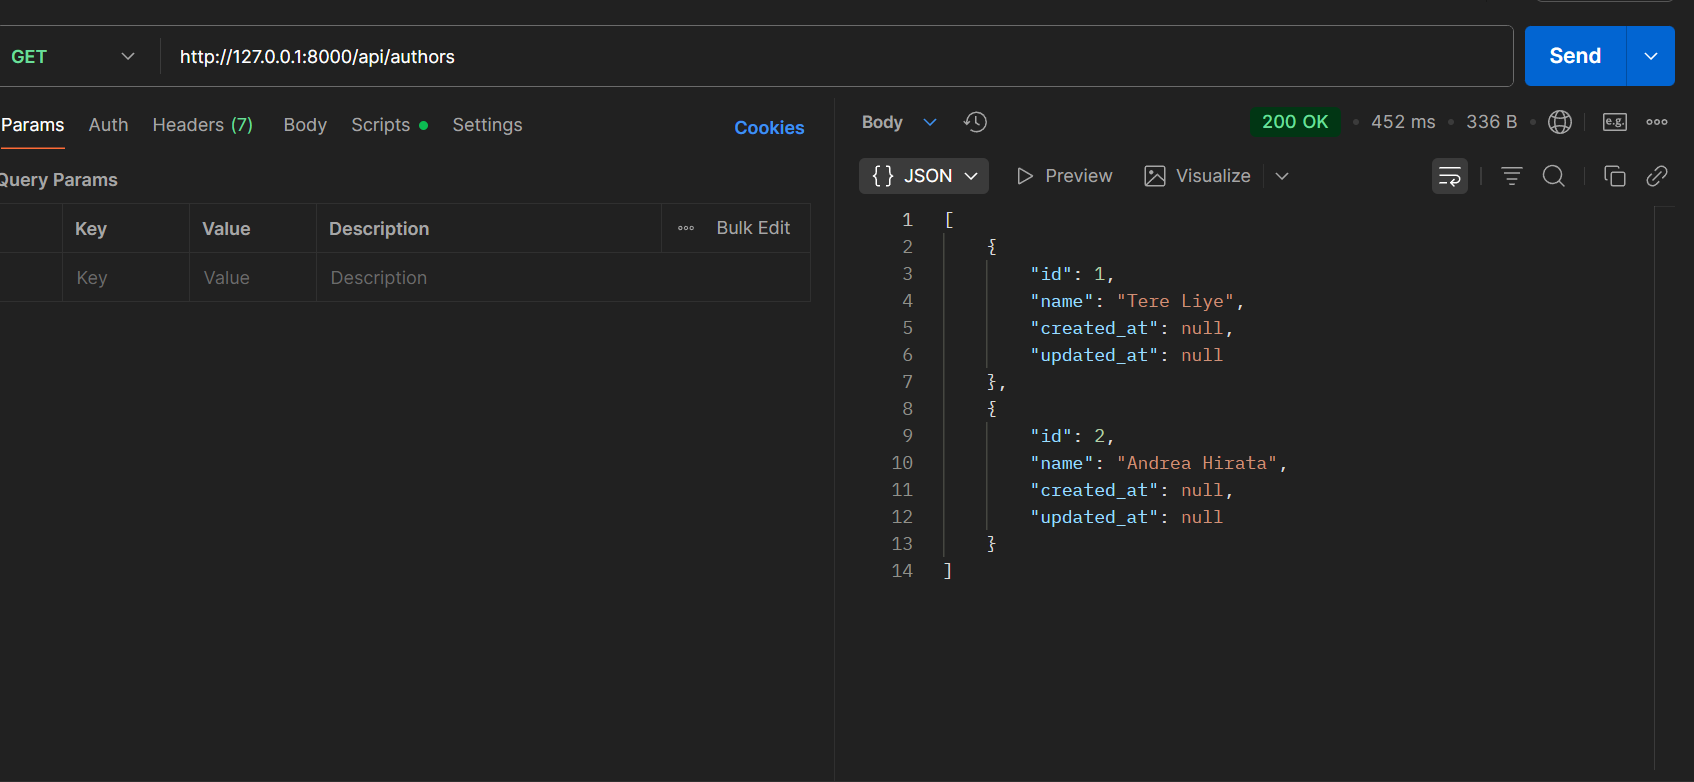 GET http://127.0.0.1:8000/api/authors Send
Params Auth Headers (7) Body Scripts Settings Cookies
Query Params
Key Value Description Bulk Edit
Key Value Description
Body 200 OK 452 ms 336 B e.g.
{} JSON Preview Visualize
1 [
2 {
3 "id": 1,
4 "name": "Tere Liye",
5 "created_at": null,
6 "updated_at": null
7 },
8 {
9 "id": 2,
10 "name": "Andrea Hirata",
11 "created_at": null,
12 "updated_at": null
13 }
14 ]